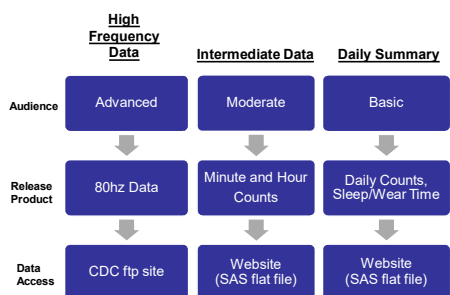 High
Frequency
Data
Intermediate Data
Daily Summary
Audience
Advanced
Moderate
Basic
Release
Product
80hz Data
Minute and Hour
Counts
Daily Counts,
Sleep/Wear Time
Data
Access
CDC ftp site
Website
(SAS flat file)
Website
(SAS flat file)